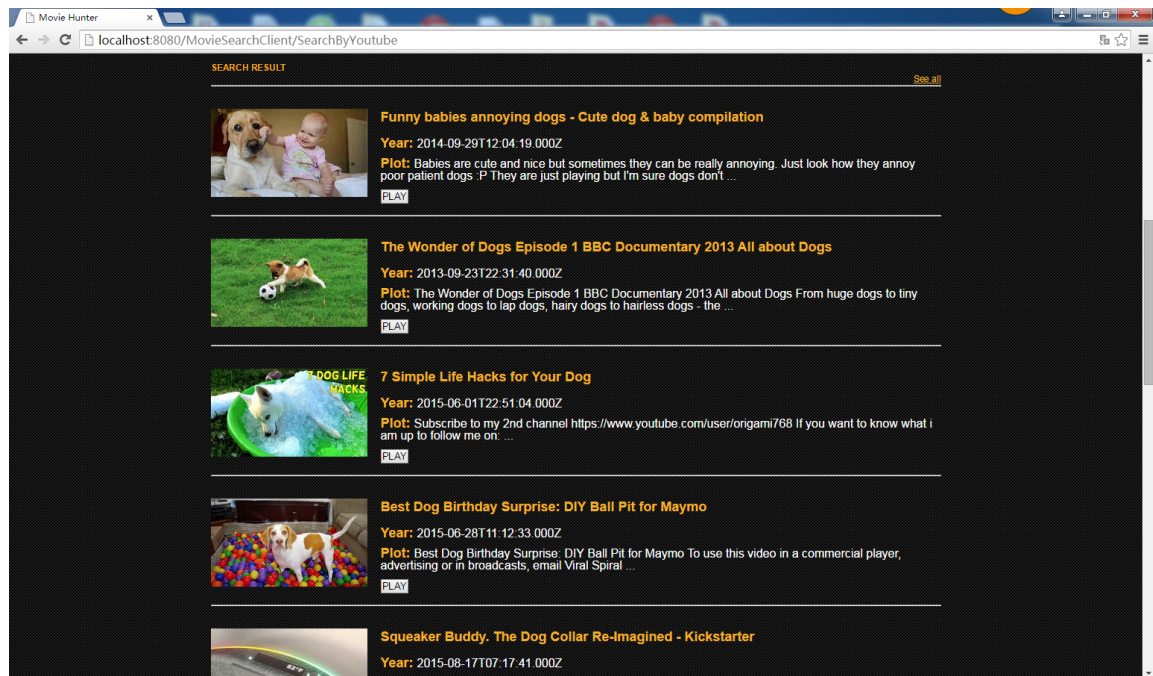 Movie Hunter
localhost:8080/MovieSearchClient/SearchByYoutube
SEARCH RESULT
See all
Funny babies annoying dogs - Cute dog & baby compilation
Year: 2014-09-29T12:04:19.000Z
Plot: Babies are cute and nice but sometimes they can be really annoying. Just look how they annoy
poor patient dogs :P They are just playing but I'm sure dogs don't ...
PLAY
The Wonder of Dogs Episode 1 BBC Documentary 2013 All about Dogs
Year: 2013-09-23T22:31:40.000Z
Plot: The Wonder of Dogs Episode 1 BBC Documentary 2013 All about Dogs From huge dogs to tiny
dogs, working dogs to lap dogs, hairy dogs to hairless dogs - the ...
PLAY
7 DOG LIFE
HACKS
7 Simple Life Hacks for Your Dog
Year: 2015-06-01T22:51:04.000Z
Plot: Subscribe to my 2nd channel https://www.youtube.com/user/origami768 If you want to know what i
am up to follow me on: ...
PLAY
Best Dog Birthday Surprise: DIY Ball Pit for Maymo
Year: 2015-06-28T11:12:33.000Z
Plot: Best Dog Birthday Surprise: DIY Ball Pit for Maymo To use this video in a commercial player,
advertising or in broadcasts, email Viral Spiral ...
PLAY
Squeaker Buddy. The Dog Collar Re-Imagined - Kickstarter
82°F
Year: 2015-08-17T07:17:41.000Z